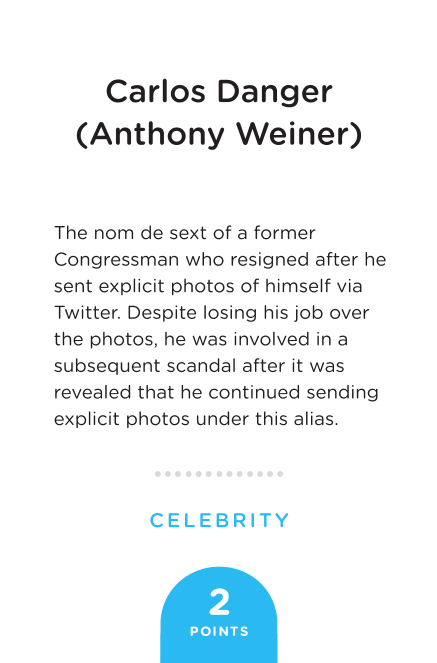 Carlos Danger
(Anthony Weiner)
The nom de sext of a former
Congressman who resigned after he
sent explicit photos of himself via
Twitter. Despite losing his job over
the photos, he was involved in a
subsequent scandal after it was
revealed that he continued sending
explicit photos under this alias.
CELEBRITY
2
POINTS